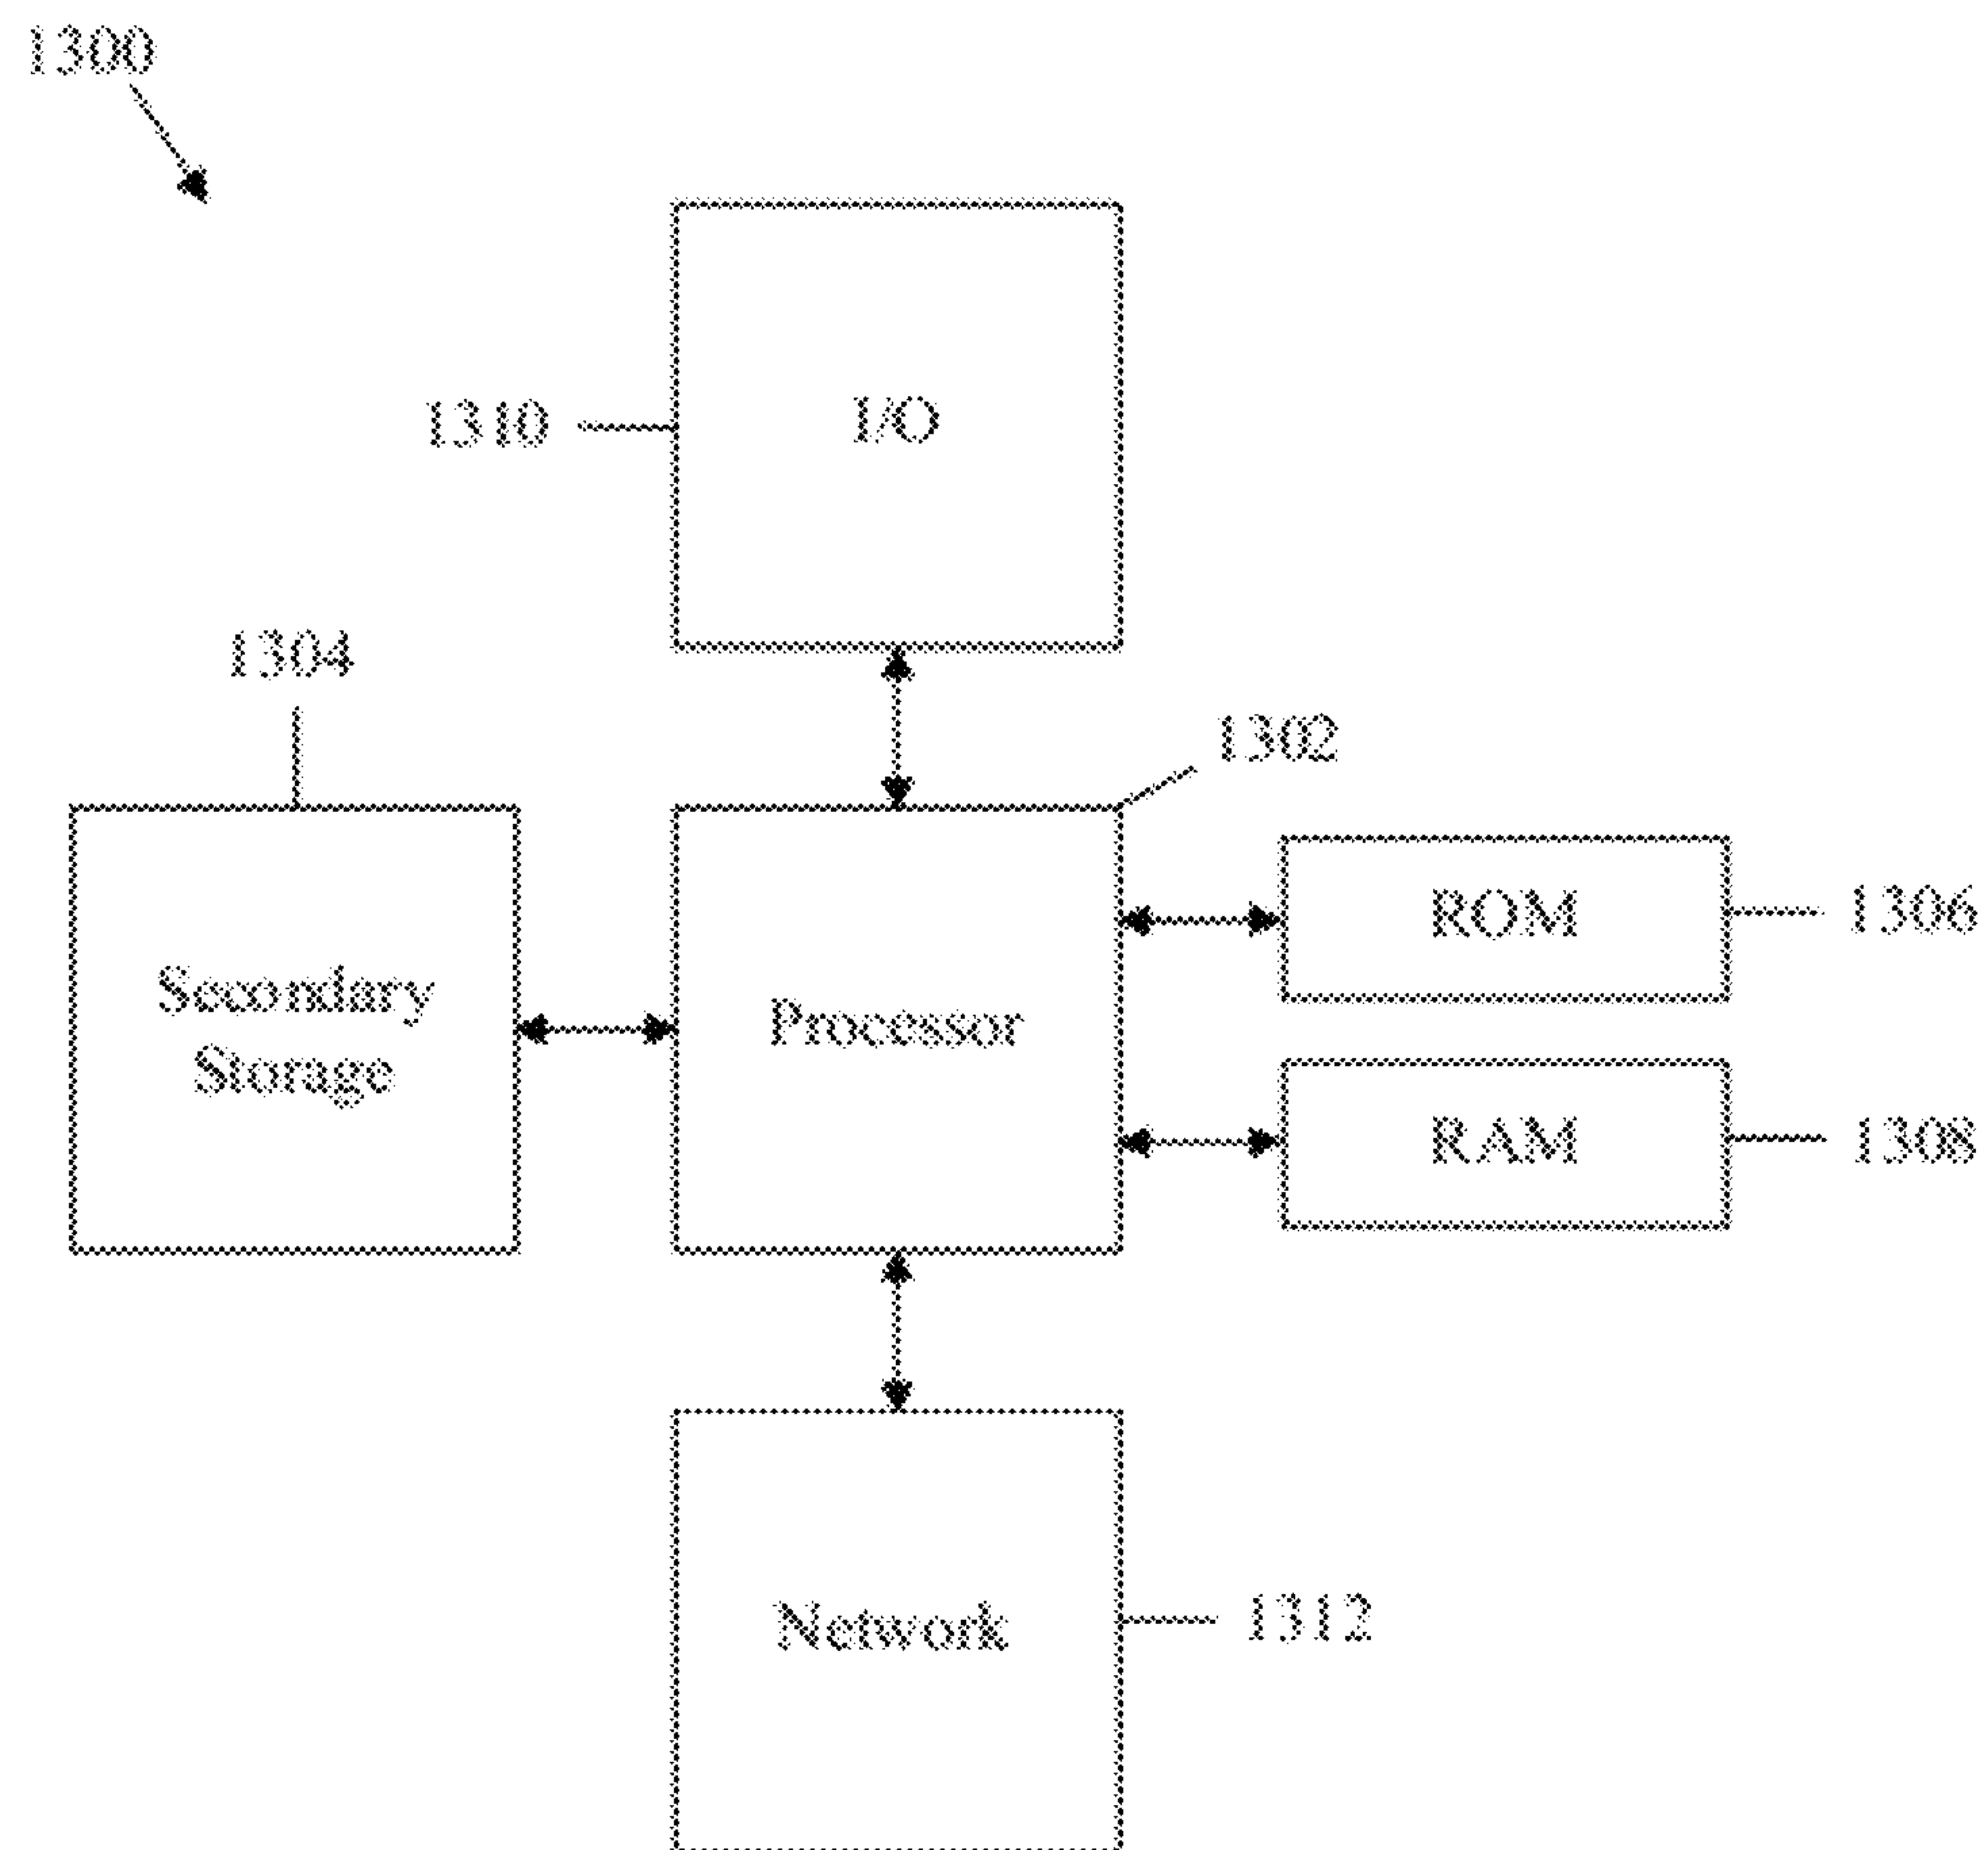 1300
1310
I/O
1304
1302
Secondary
Storage
Processor
ROM
1306
RAM
1308
Network
1312